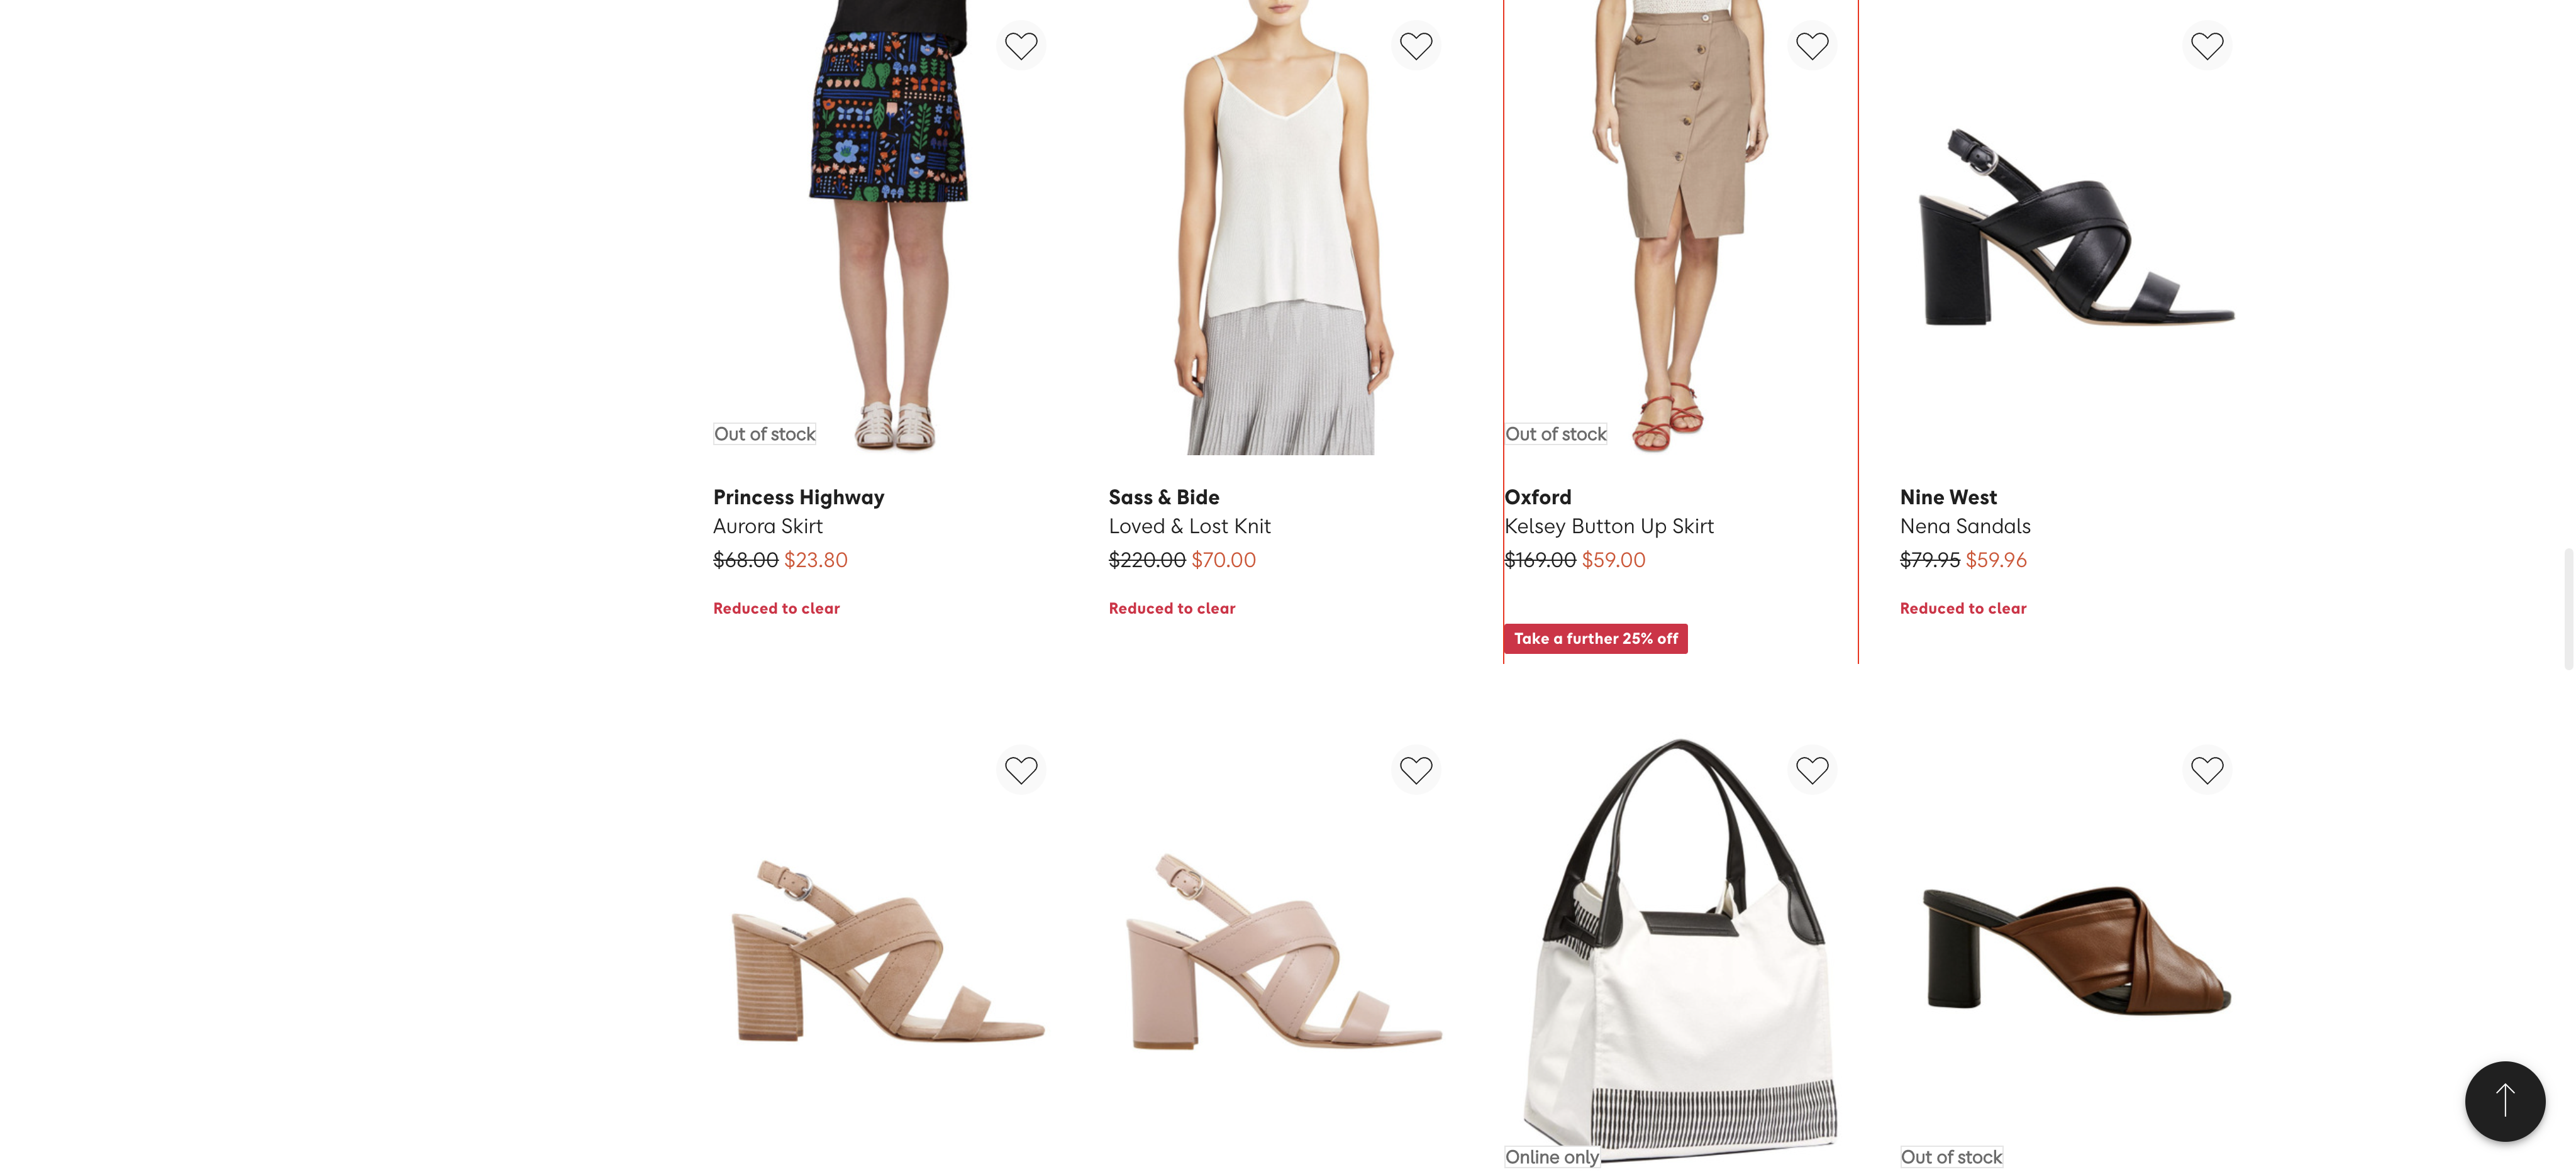 Out of stock
Out of stock
Princess Highway
Aurora Skirt
$68.00 $23.80
Reduced to clear
Sass & Bide
Loved & Lost Knit
$220.00 $70.00
Reduced to clear
Oxford
Kelsey Button Up Skirt
$169.00 $59.00
Take a further 25% off
Nine West
Nena Sandals
$79.95 $59.96
Reduced to clear
Online only
Out of stock